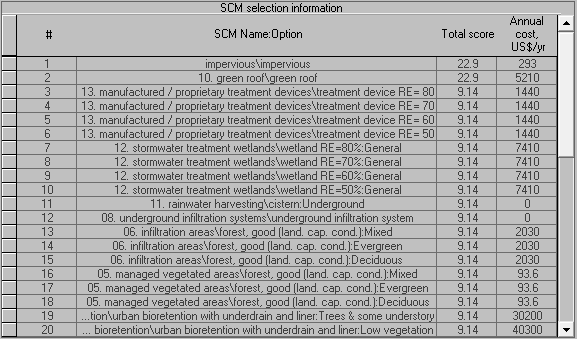 SCM selection information
# SCM Name:Option Total score Annual cost, US$/yr
1 impervious\impervious 22.9 293
2 10. green roof\green roof 22.9 5210
3 13. manufactured / proprietary treatment devices\treatment device RE= 80 9.14 1440
4 13. manufactured / proprietary treatment devices\treatment device RE= 70 9.14 1440
5 13. manufactured / proprietary treatment devices\treatment device RE= 60 9.14 1440
6 13. manufactured / proprietary treatment devices\treatment device RE= 50 9.14 1440
7 12. stormwater treatment wetlands\wetland RE=80%:General 9.14 7410
8 12. stormwater treatment wetlands\wetland RE=70%:General 9.14 7410
9 12. stormwater treatment wetlands\wetland RE=60%:General 9.14 7410
10 12. stormwater treatment wetlands\wetland RE=50%:General 9.14 7410
11 11. rainwater harvesting\cistern:Underground 9.14 0
12 08. underground infiltration systems\underground infiltration system 9.14 0
13 06. infiltration areas\forest, good (land. cap. cond.):Mixed 9.14 2030
14 06. infiltration areas\forest, good (land. cap. cond.):Evergreen 9.14 2030
15 06. infiltration areas\forest, good (land. cap. cond.):Deciduous 9.14 2030
16 05. managed vegetated areas\forest, good (land. cap. cond.):Mixed 9.14 93.6
17 05. managed vegetated areas\forest, good (land. cap. cond.):Evergreen 9.14 93.6
18 05. managed vegetated areas\forest, good (land. cap. cond.):Deciduous 9.14 93.6
19 ...tion\urban bioretention with underdrain and liner:Trees & some understory 9.14 30200
20 ... bioretention\urban bioretention with underdrain and liner:Low vegetation 9.14 40300